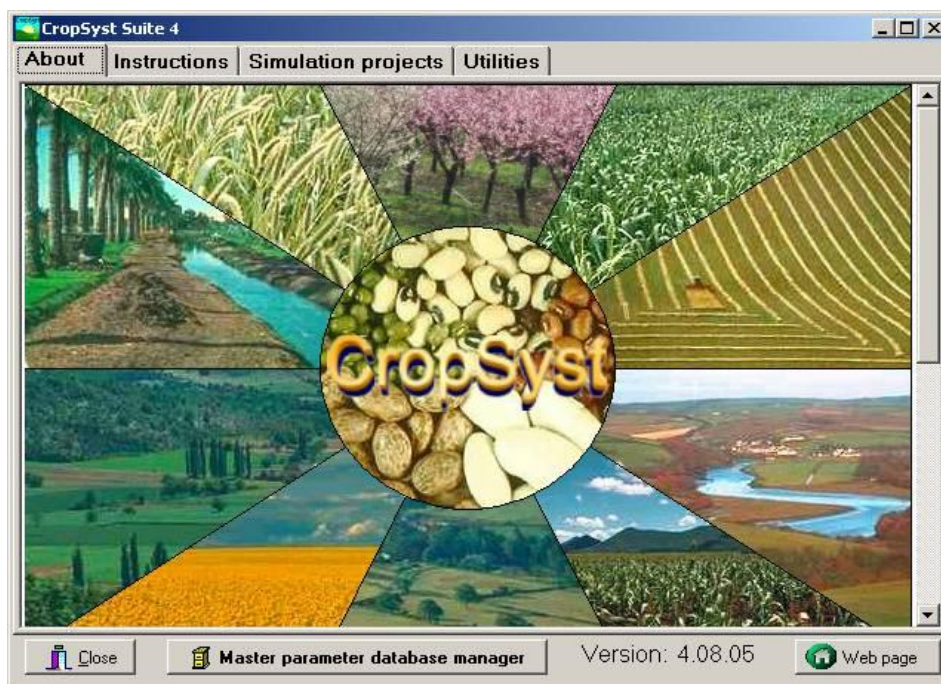 CropSyst Suite 4
About Instructions Simulation projects Utilities
CropSyst
Close Master parameter database manager Version: 4.08.05 Web page